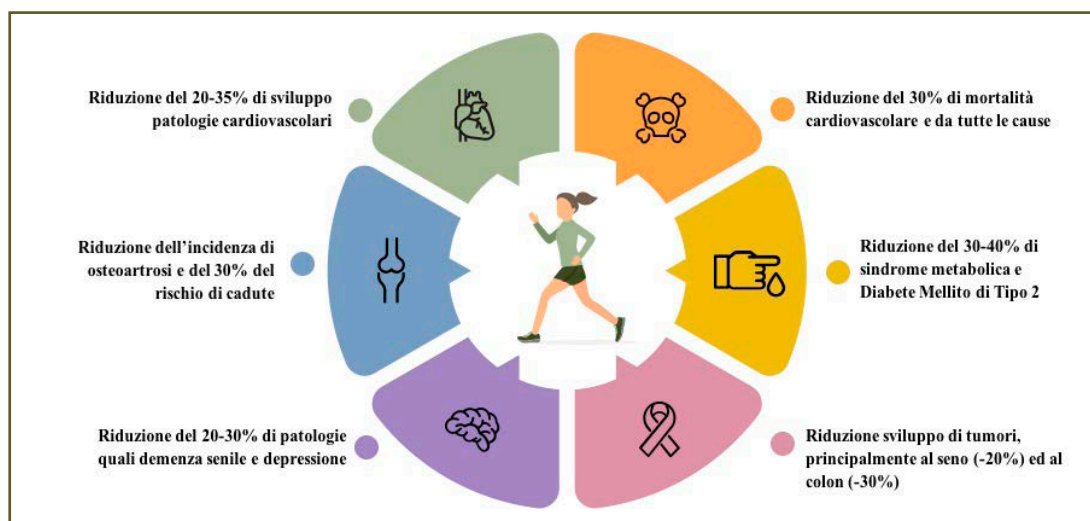 Riduzione del 20-35% di sviluppo
patologie cardiovascolari
Riduzione del 30% di mortalità
cardiovascolare e da tutte le cause
Riduzione dell'incidenza di
osteoartrosi e del 30% del
rischio di cadute
Riduzione del 30-40% di
sindrome metabolica e
Diabete Mellito di Tipo 2
Riduzione del 20-30% di patologie
quali demenza senile e depressione
Riduzione sviluppo di tumori,
principalmente al seno (-20%) ed al
colon (-30%)